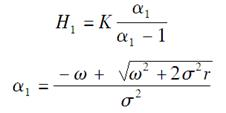 H₁ = K α₁ / (α₁ − 1)
α₁ = (−ω + √(ω² + 2σ²r)) / σ²